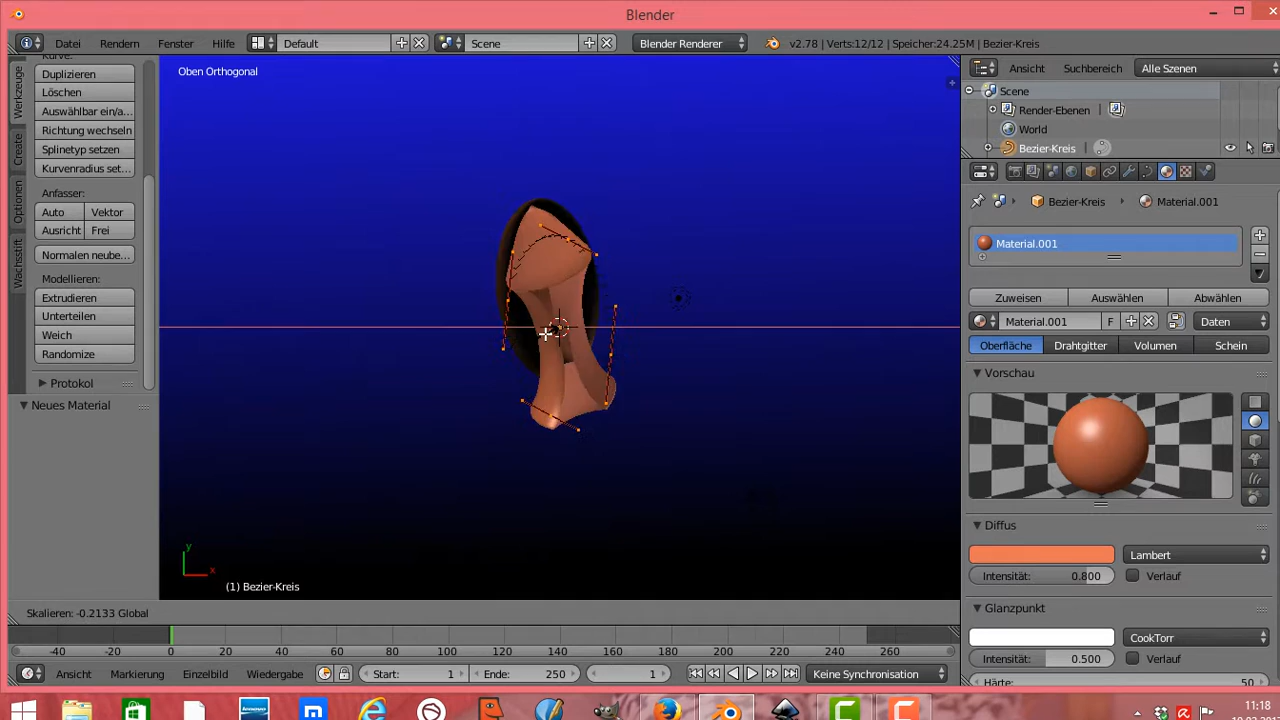 Blender
Datei Rendern Fenster Hilfe Default Scene Blender Renderer v2.78 | Verts:12/12 | Speicher:24.25M | Bezier-Kreis
Kurve:
Duplizieren
Löschen
Auswählbar ein/a...
Richtung wechseln
Splinetyp setzen
Kurvenradius set...
Anfasser:
Auto Vektor
Ausricht Frei
Normalen neube...
Modellieren:
Extrudieren
Unterteilen
Weich
Randomize
Protokol
Neues Material
Werkzeuge
Create
Optionen
Wachsstift
Oben Orthogonal
y
x
(1) Bezier-Kreis
Skalieren: -0.2133 Global
-40 -20 0 20 40 60 80 100 120 140 160 180 200 220 240 260
Ansicht Markierung Einzelbild Wiedergabe Start: 1 Ende: 250 1 Keine Synchronisation
Ansicht Suchbereich Alle Szenen
Scene
Render-Ebenen
World
Bezier-Kreis
Bezier-Kreis Material.001
Material.001
Zuweisen Auswählen Abwählen
Material.001 F Daten
Oberfläche Drahtgitter Volumen Schein
Vorschau
Diffus
Lambert
Intensität: 0.800 Verlauf
Glanzpunkt
CookTorr
Intensität: 0.500 Verlauf
Härte: 50
lenovo
11:18